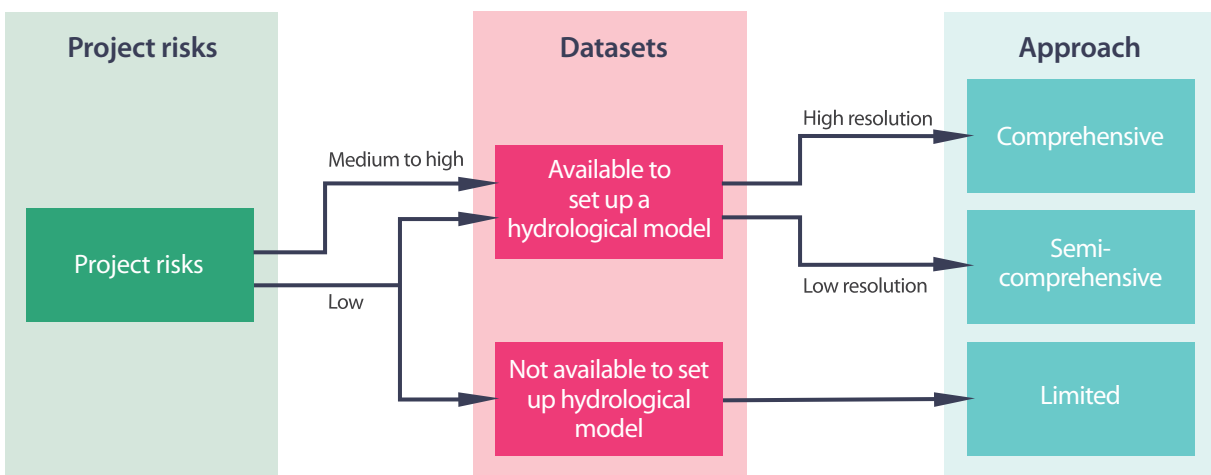 Project risks
Datasets
Approach
Project risks
Medium to high
Low
Available to
set up a
hydrological model
Not available to set
up hydrological
model
High resolution
Low resolution
Comprehensive
Semi-
comprehensive
Limited